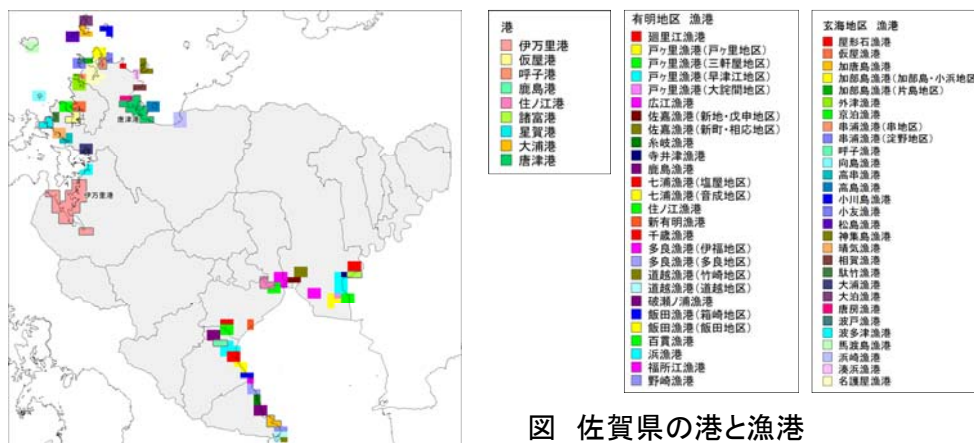 唐津港
伊万里港
港
伊万里港
仮屋港
呼子港
鹿島港
住ノ江港
諸富港
星賀港
大浦港
唐津港
有明地区 漁港
廻里江漁港
戸ヶ里漁港(戸ヶ里地区)
戸ヶ里漁港(三軒屋地区)
戸ヶ里漁港(早津江地区)
戸ヶ里漁港(大詫間地区)
広江漁港
佐嘉漁港(新地・戊申地区)
佐嘉漁港(新町・相応地区)
糸岐漁港
寺井津漁港
鹿島漁港
七浦漁港(塩屋地区)
七浦漁港(音成地区)
住ノ江漁港
新有明漁港
千歳漁港
多良漁港(伊福地区)
多良漁港(多良地区)
道越漁港(竹崎地区)
道越漁港(道越地区)
破瀬ノ浦漁港
飯田漁港(箱崎地区)
飯田漁港(飯田地区)
百貫漁港
浜漁港
福所江漁港
野崎漁港
玄海地区 漁港
屋形石漁港
仮屋漁港
加唐島漁港
加部島漁港(加部島・小浜地区
加部島漁港(片島地区)
外津漁港
京泊漁港
串浦漁港(串地区)
串浦漁港(淀野地区)
呼子漁港
向島漁港
高串漁港
高島漁港
小川島漁港
小友漁港
松島漁港
神集島漁港
晴気漁港
相賀漁港
駄竹漁港
大浦漁港
大泊漁港
唐房漁港
波戸漁港
波多津漁港
馬渡島漁港
浜崎漁港
湊浜漁港
名護屋漁港
図 佐賀県の港と漁港